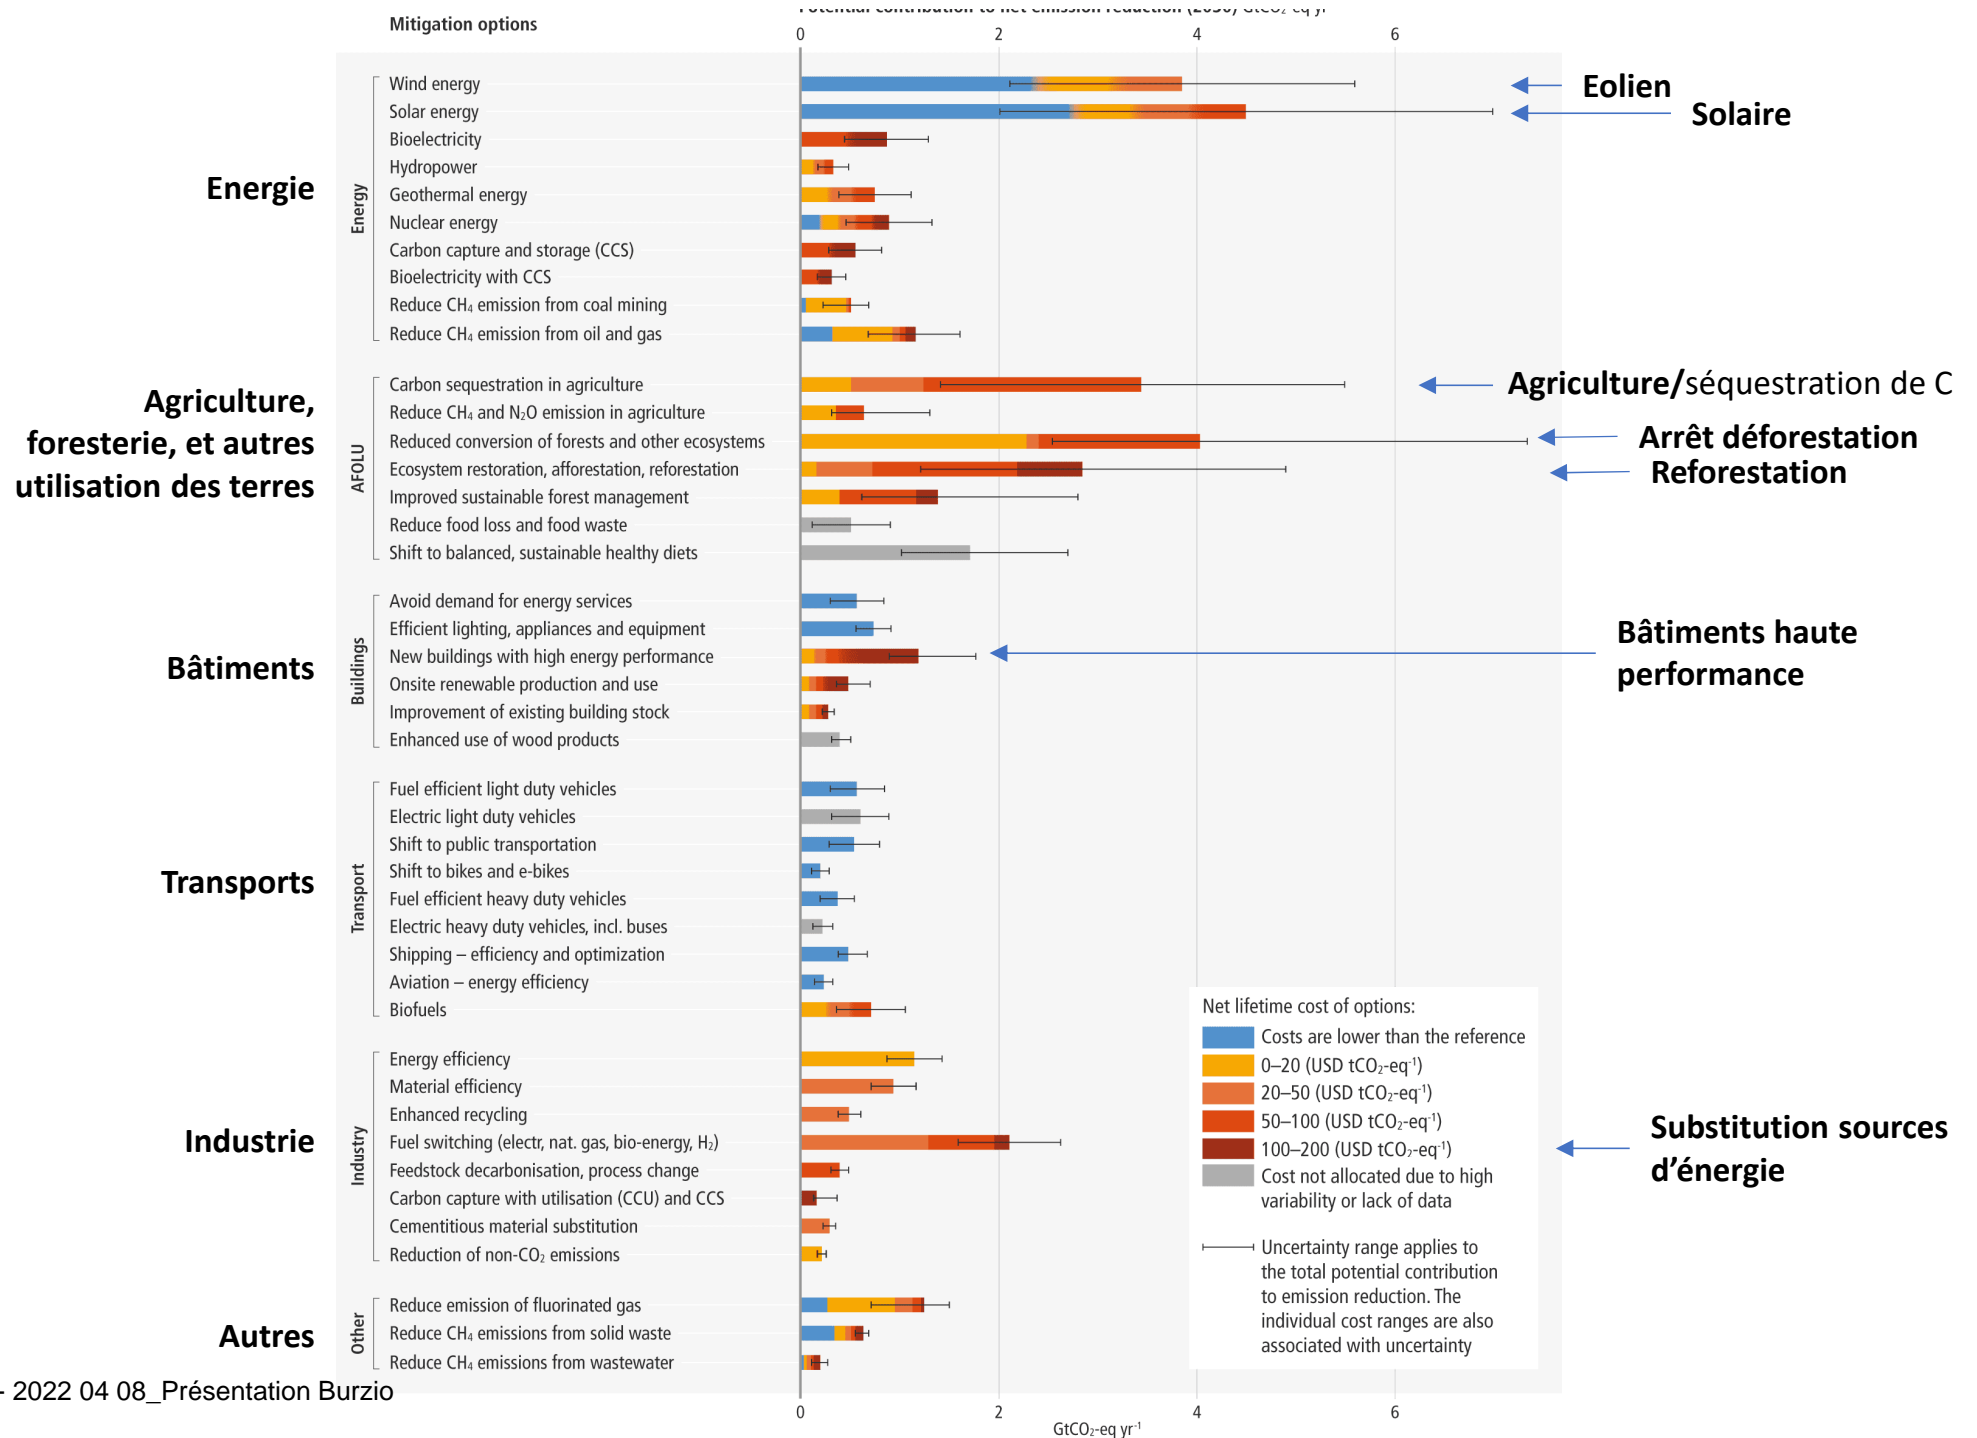 Potential contribution to net emission reduction (2030) GtCO₂-eq yr
Mitigation options
0 2 4 6
Energie
Energy
Wind energy
Solar energy
Bioelectricity
Hydropower
Geothermal energy
Nuclear energy
Carbon capture and storage (CCS)
Bioelectricity with CCS
Reduce CH₄ emission from coal mining
Reduce CH₄ emission from oil and gas
Eolien
Solaire
Agriculture,
foresterie, et autres
utilisation des terres
AFOLU
Carbon sequestration in agriculture
Reduce CH₄ and N₂O emission in agriculture
Reduced conversion of forests and other ecosystems
Ecosystem restoration, afforestation, reforestation
Improved sustainable forest management
Reduce food loss and food waste
Shift to balanced, sustainable healthy diets
Agriculture/séquestration de C
Arrêt déforestation
Reforestation
Bâtiments
Buildings
Avoid demand for energy services
Efficient lighting, appliances and equipment
New buildings with high energy performance
Onsite renewable production and use
Improvement of existing building stock
Enhanced use of wood products
Bâtiments haute
performance
Transports
Transport
Fuel efficient light duty vehicles
Electric light duty vehicles
Shift to public transportation
Shift to bikes and e-bikes
Fuel efficient heavy duty vehicles
Electric heavy duty vehicles, incl. buses
Shipping – efficiency and optimization
Aviation – energy efficiency
Biofuels
Industrie
Industry
Energy efficiency
Material efficiency
Enhanced recycling
Fuel switching (electr, nat. gas, bio-energy, H₂)
Feedstock decarbonisation, process change
Carbon capture with utilisation (CCU) and CCS
Cementitious material substitution
Reduction of non-CO₂ emissions
Substitution sources
d'énergie
Autres
Other
Reduce emission of fluorinated gas
Reduce CH₄ emissions from solid waste
Reduce CH₄ emissions from wastewater
Net lifetime cost of options:
Costs are lower than the reference
0–20 (USD tCO₂-eq⁻¹)
20–50 (USD tCO₂-eq⁻¹)
50–100 (USD tCO₂-eq⁻¹)
100–200 (USD tCO₂-eq⁻¹)
Cost not allocated due to high
variability or lack of data
Uncertainty range applies to
the total potential contribution
to emission reduction. The
individual cost ranges are also
associated with uncertainty
- 2022 04 08_Présentation Burzio
0 2 4 6
GtCO₂-eq yr⁻¹